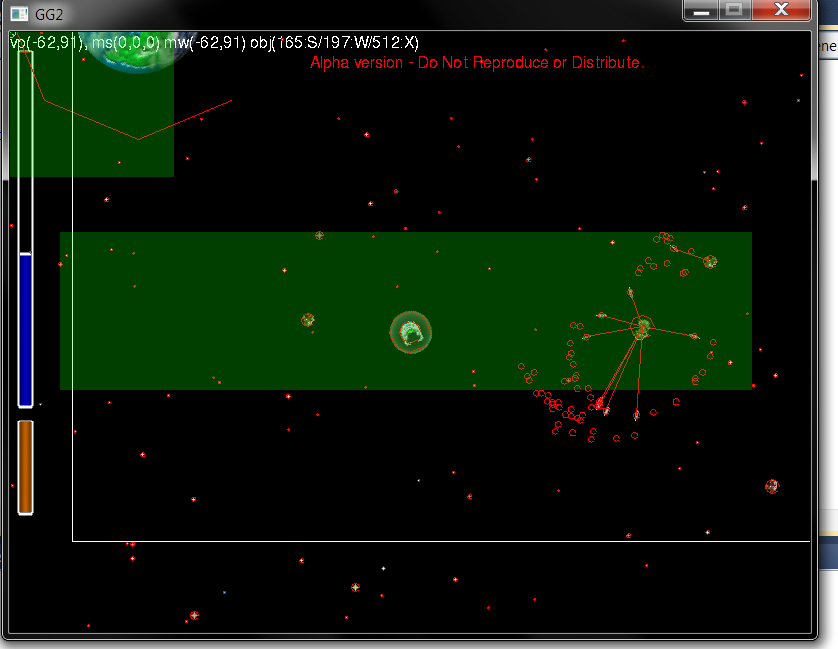 GG2
vp(-62,91), ms(0,0,0) mw(-62,91) obj(165:S/197:W/512:X)
Alpha version - Do Not Reproduce or Distribute.
ene